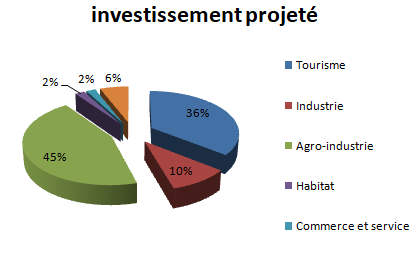 investissement projeté
2%
2%
6%
36%
45%
10%
Tourisme
Industrie
Agro-industrie
Habitat
Commerce et service